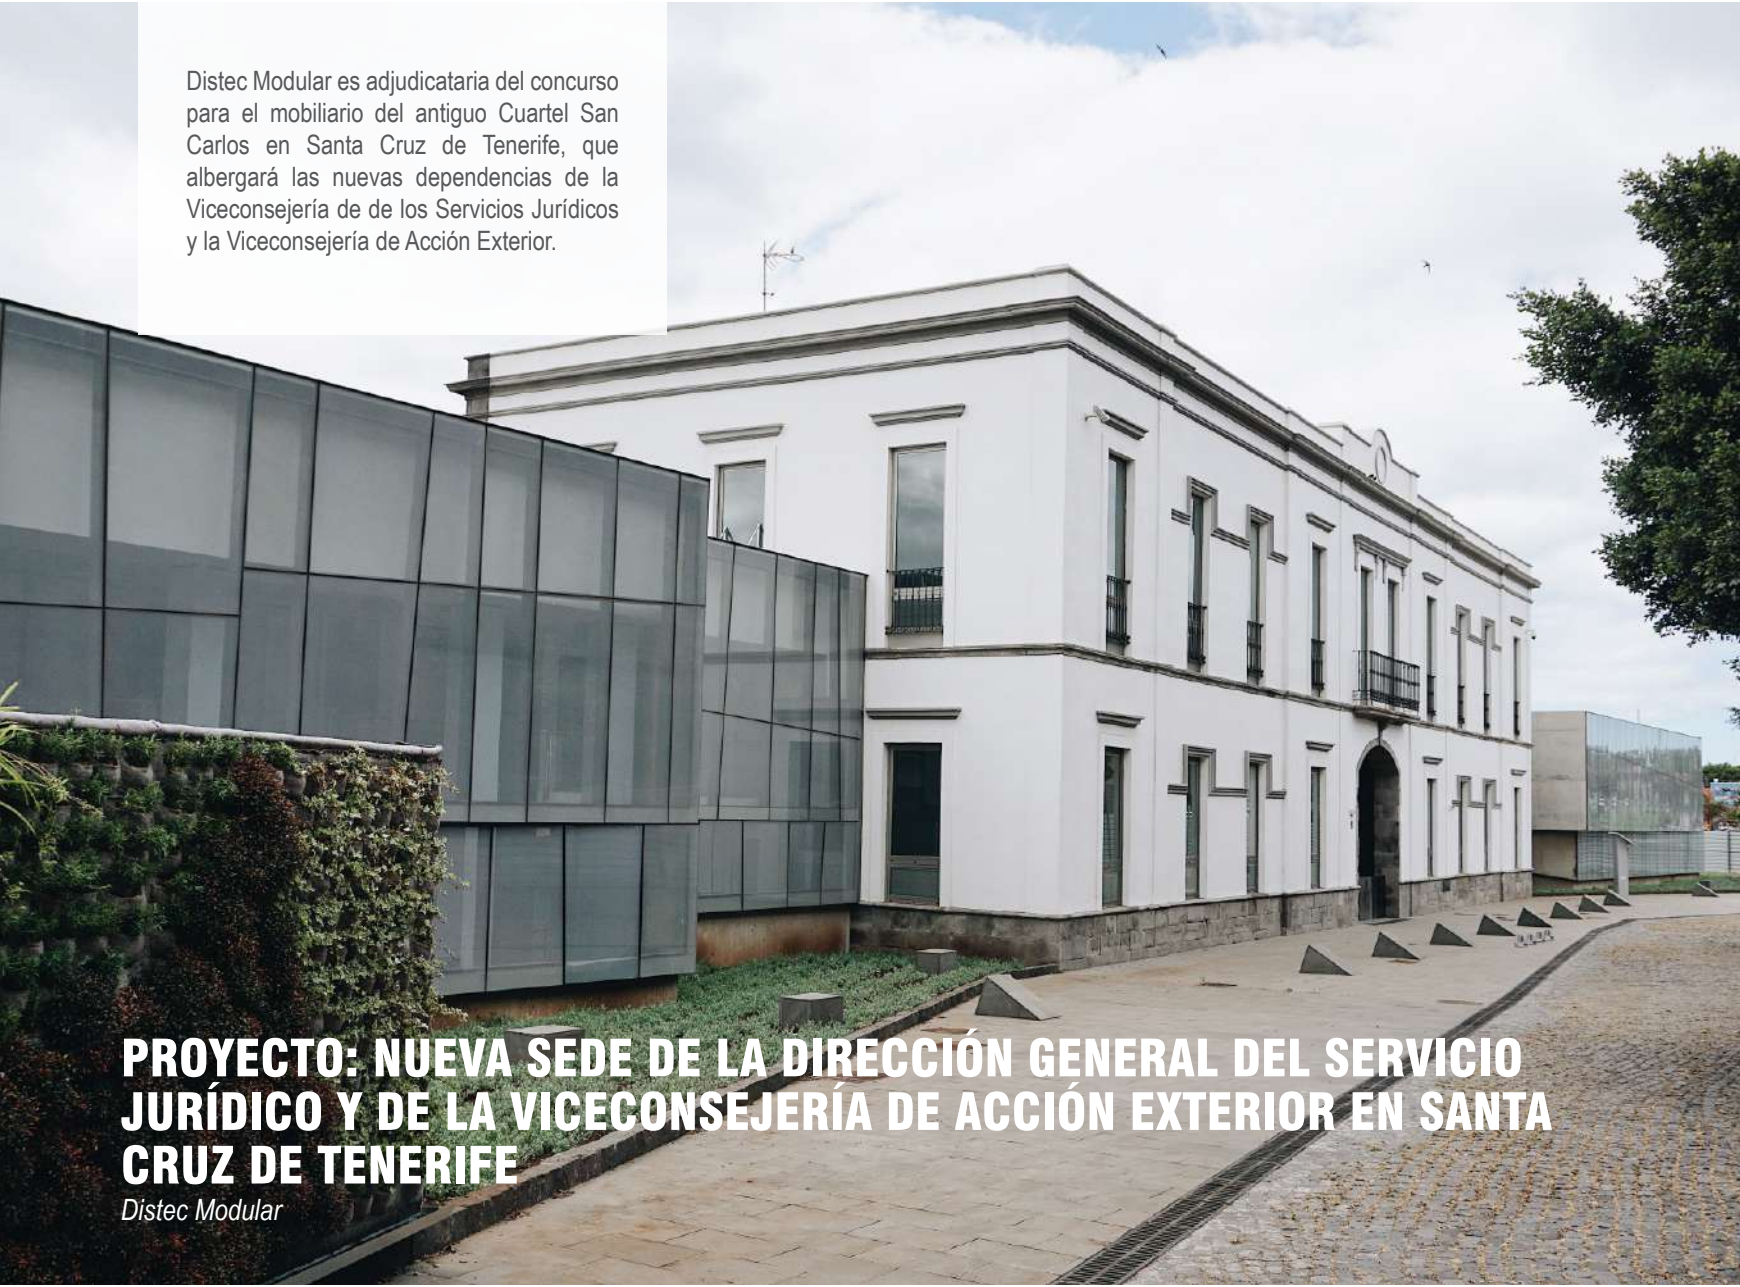 Distec Modular es adjudicataria del concurso
para el mobiliario del antiguo Cuartel San
Carlos en Santa Cruz de Tenerife, que
albergará las nuevas dependencias de la
Viceconsejería de de los Servicios Jurídicos
y la Viceconsejería de Acción Exterior.
PROYECTO: NUEVA SEDE DE LA DIRECCIÓN GENERAL DEL SERVICIO
JURÍDICO Y DE LA VICECONSEJERÍA DE ACCIÓN EXTERIOR EN SANTA
CRUZ DE TENERIFE
Distec Modular